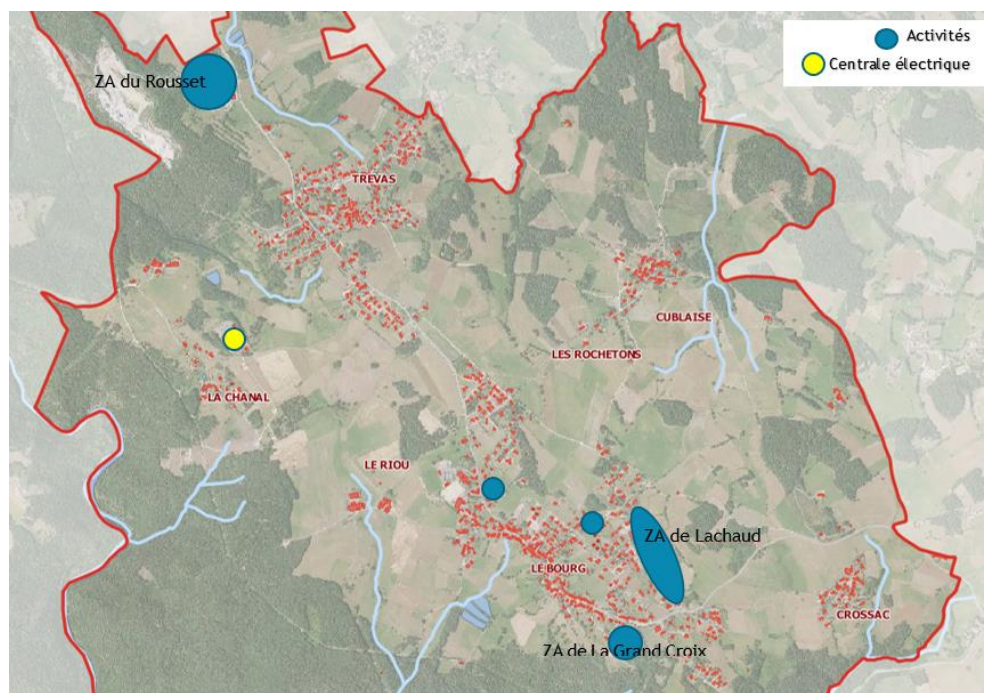 Activités
Centrale électrique
ZA du Rousset
TREVAS
CUBLAISE
LES ROCHETONS
LA CHANAL
LE RIOU
ZA de Lachaud
LE BOURG
CROSSAC
ZA de La Grand Croix